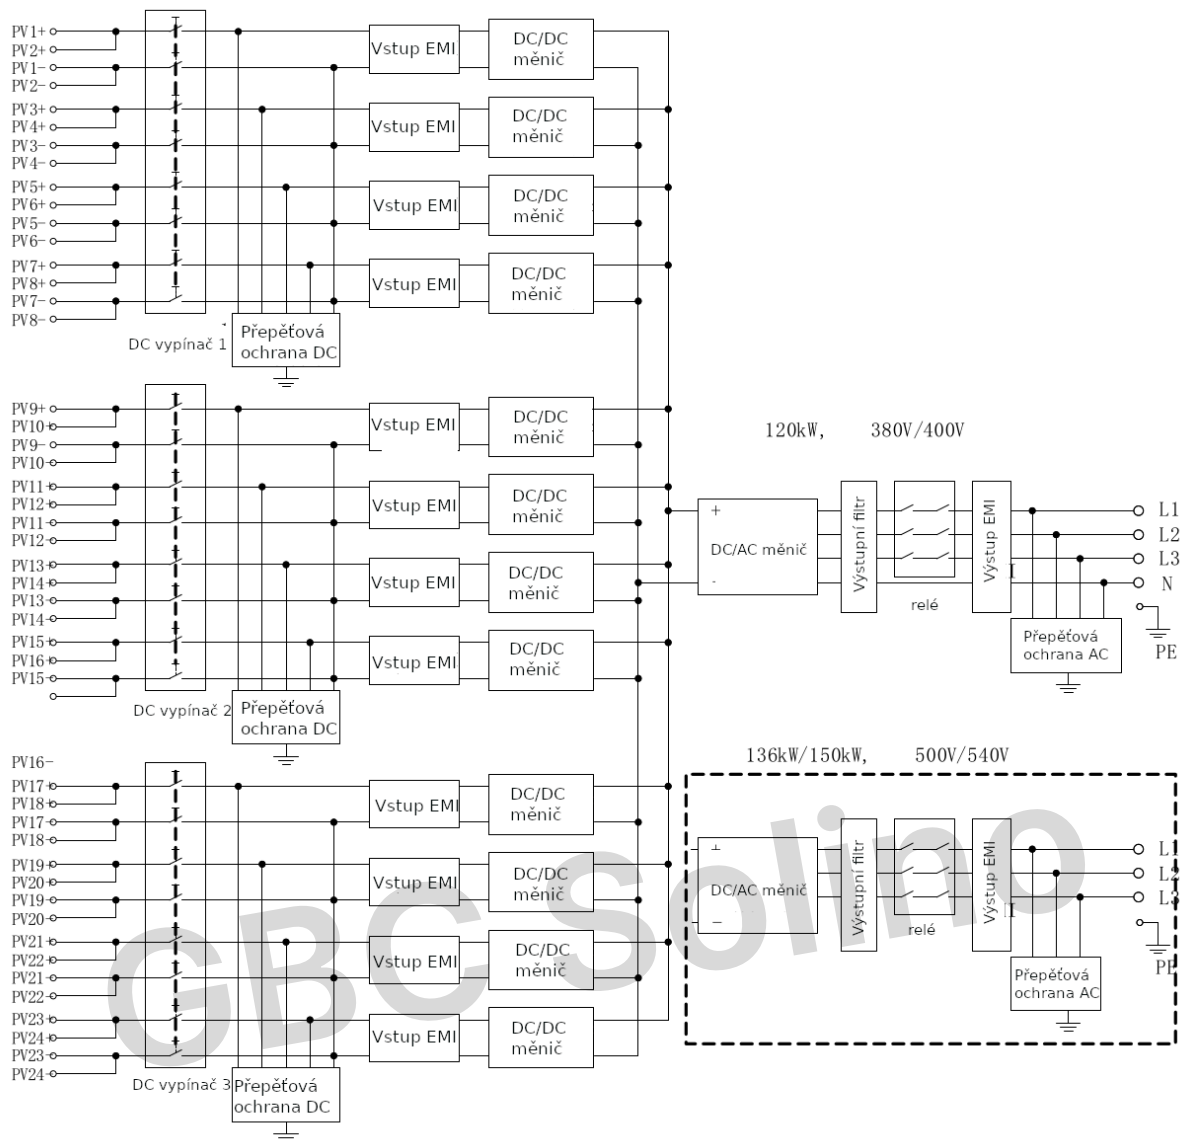 PV1+
PV2+
PV1-
PV2-
PV3+
PV4+
PV3-
PV4-
PV5+
PV6+
PV5-
PV6-
PV7+
PV8+
PV7-
PV8-
Vstup EMI
DC/DC
měnič
Vstup EMI
DC/DC
měnič
Vstup EMI
DC/DC
měnič
Vstup EMI
DC/DC
měnič
DC vypínač 1
Přepěťová
ochrana DC
PV9+
PV10+
PV9-
PV10
PV11+
PV12+
PV11
PV12
PV13+
PV14+
PV13
PV14
PV15+
PV16+
PV15
Vstup EMI
DC/DC
měnič
Vstup EMI
DC/DC
měnič
Vstup EMI
DC/DC
měnič
Vstup EMI
DC/DC
měnič
DC vypínač 2
Přepěťová
ochrana DC
PV16-
PV17+
PV18+
PV17
PV18
PV19+
PV20+
PV19
PV20
PV21+
PV22+
PV21
PV22
PV23+
PV24+
PV23
PV24
Vstup EMI
DC/DC
měnič
Vstup EMI
DC/DC
měnič
Vstup EMI
DC/DC
měnič
Vstup EMI
DC/DC
měnič
DC vypínač 3
Přepěťová
ochrana DC
120kW, 380V/400V
+
DC/AC měnič
-
Výstupní filtr
relé
Výstup EMI
L1
L2
L3
N
PE
Přepěťová
ochrana AC
136kW/150kW, 500V/540V
DC/AC měnič
Výstupní filtr
relé
Výstup EMI
L1
L2
L3
PE
Přepěťová
ochrana AC
GBC Solino